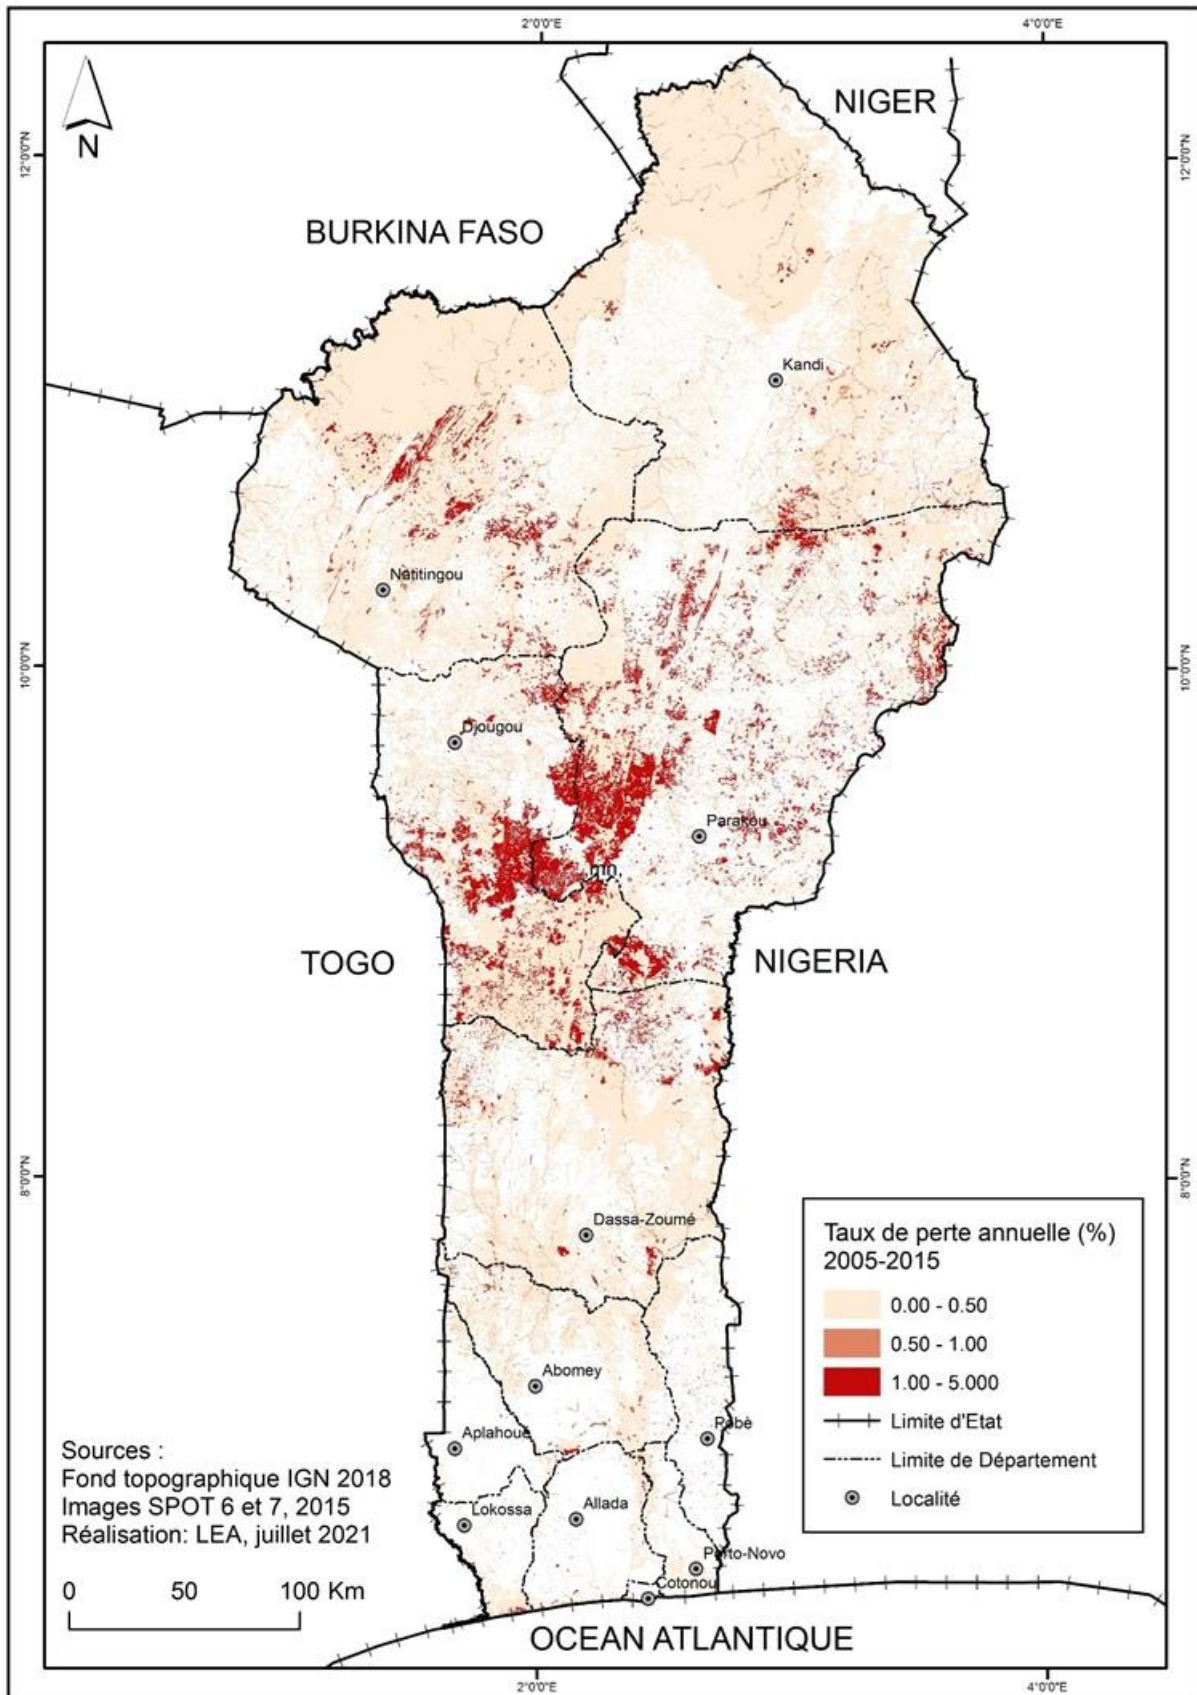 2°0'0"E
4°0'0"E
NIGER
N
12°0'0"N
12°0'0"N
BURKINA FASO
Kandi
Natitingou
10°0'0"N
10°0'0"N
Djougou
Parakou
TOGO
NIGERIA
8°0'0"N
8°0'0"N
Dassa-Zoumé
Taux de perte annuelle (%)
2005-2015
0.00 - 0.50
0.50 - 1.00
1.00 - 5.000
Limite d'Etat
Limite de Département
Localité
Abomey
Aplahoué
Pobè
Sources :
Fond topographique IGN 2018
Images SPOT 6 et 7, 2015
Réalisation: LEA, juillet 2021
Lokossa
Allada
Porto-Novo
Cotonou
0 50 100 Km
OCEAN ATLANTIQUE
2°0'0"E
4°0'0"E